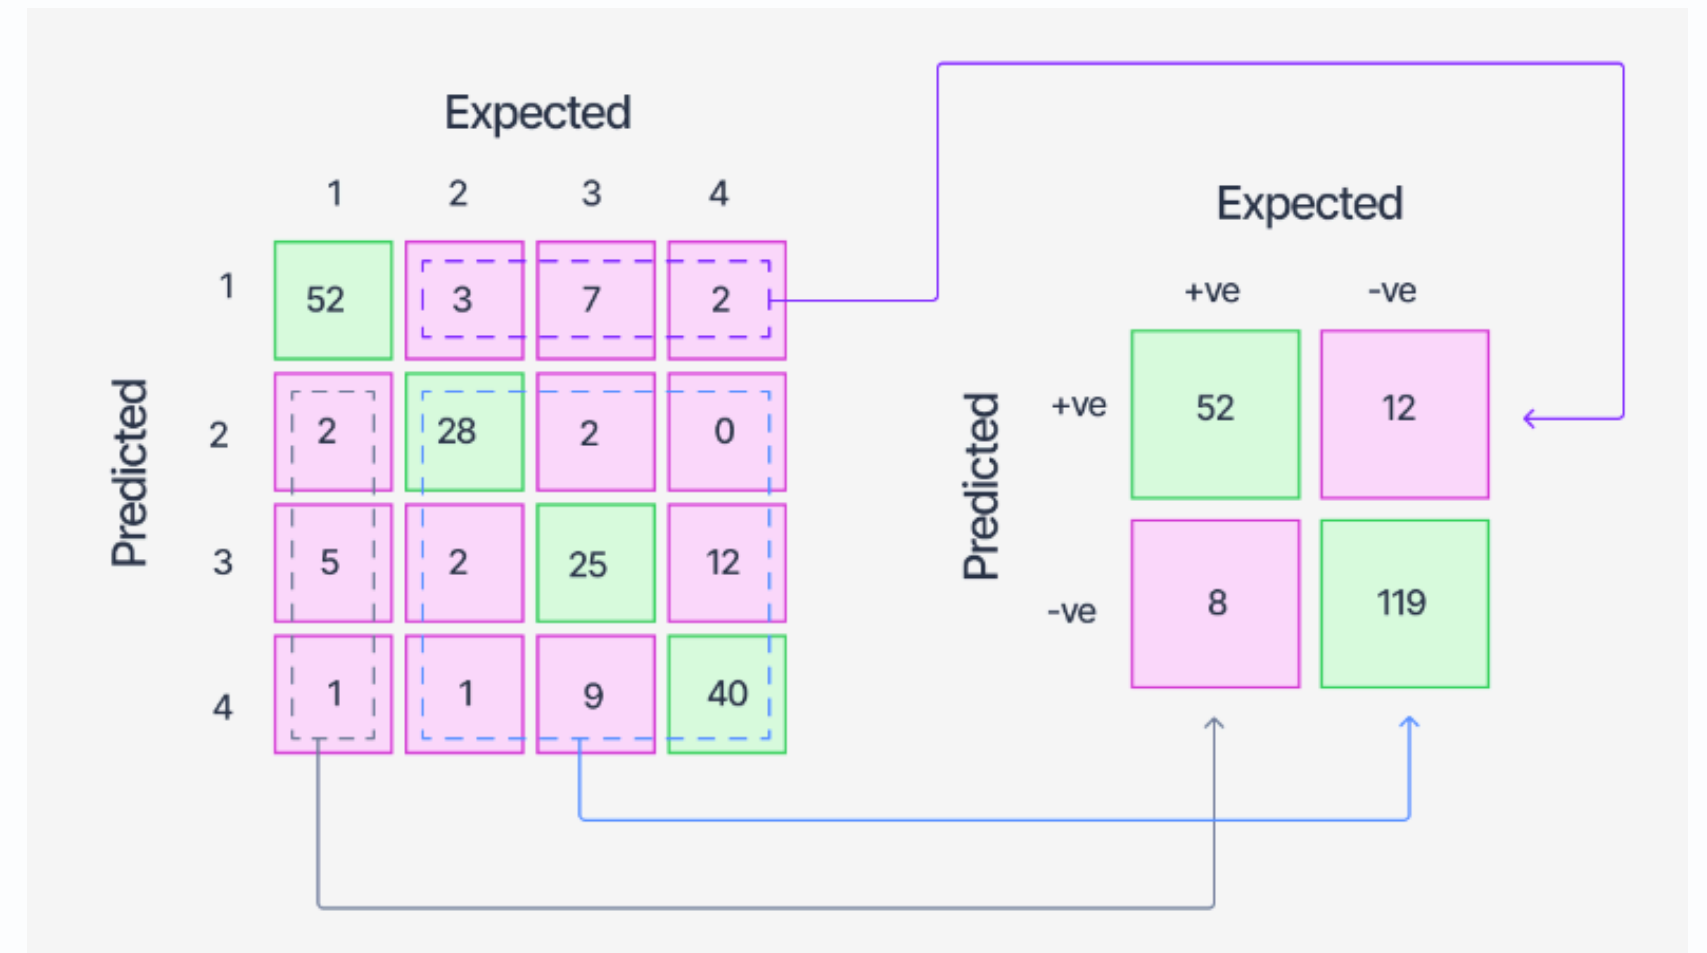 Expected
1 2 3 4
Predicted
1 52 3 7 2
2 2 28 2 0
3 5 2 25 12
4 1 1 9 40
Expected
+ve -ve
Predicted
+ve 52 12
-ve 8 119